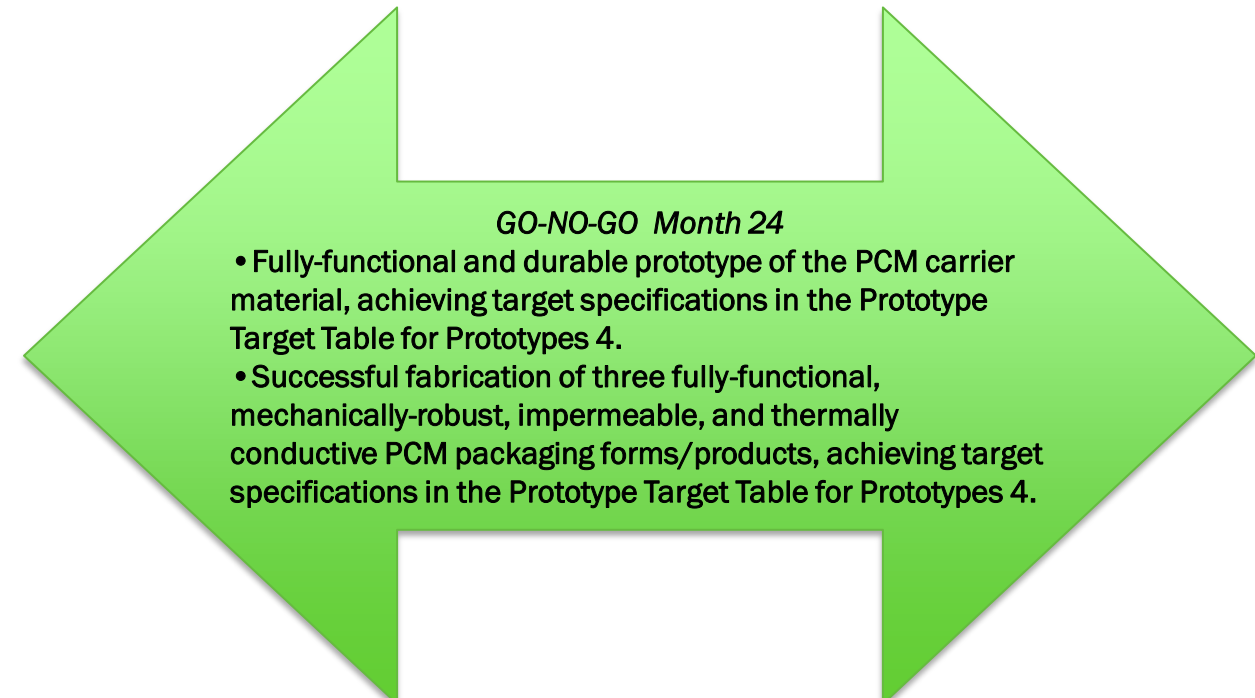 GO-NO-GO  Month 24
•Fully-functional and durable prototype of the PCM carrier
material, achieving target specifications in the Prototype
Target Table for Prototypes 4.
•Successful fabrication of three fully-functional,
mechanically-robust, impermeable, and thermally
conductive PCM packaging forms/products, achieving target
specifications in the Prototype Target Table for Prototypes 4.